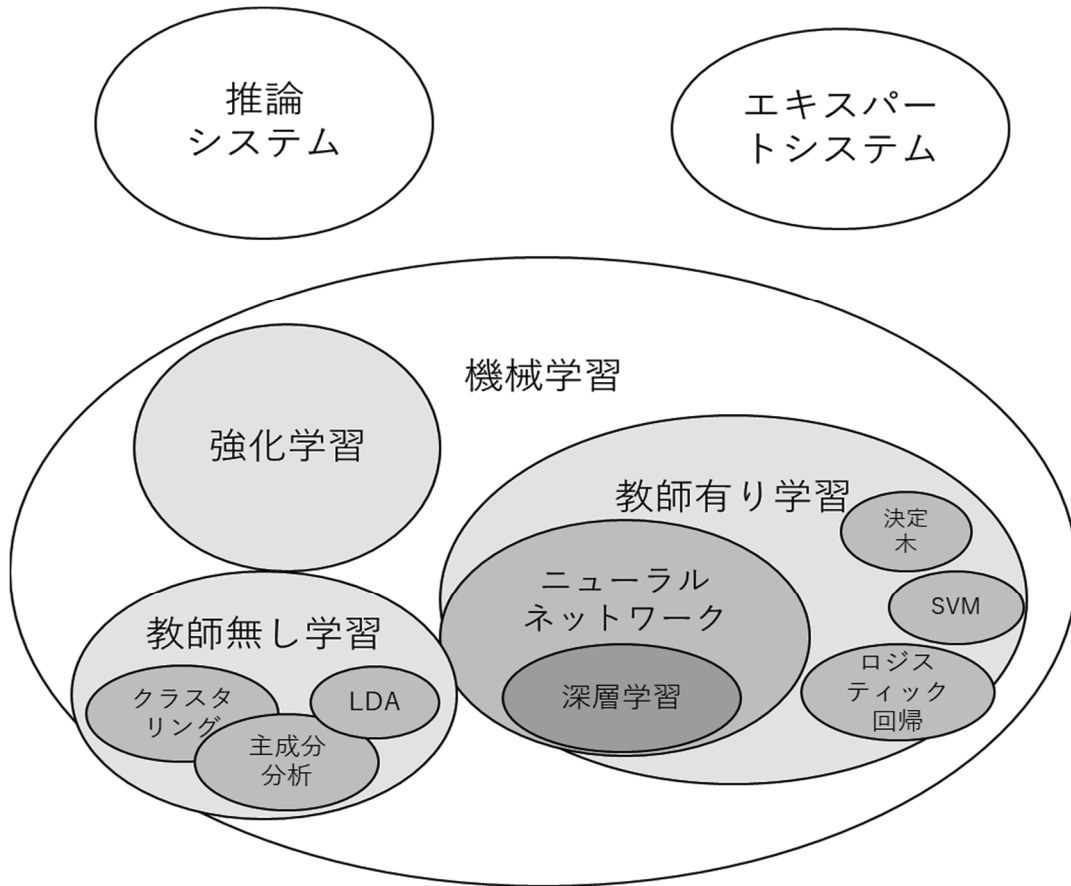 推論
システム
エキスパー
トシステム
機械学習
強化学習
教師有り学習
決定
木
ニューラル
ネットワーク
SVM
教師無し学習
ロジス
ティック
回帰
クラスタ
リング
LDA
深層学習
主成分
分析